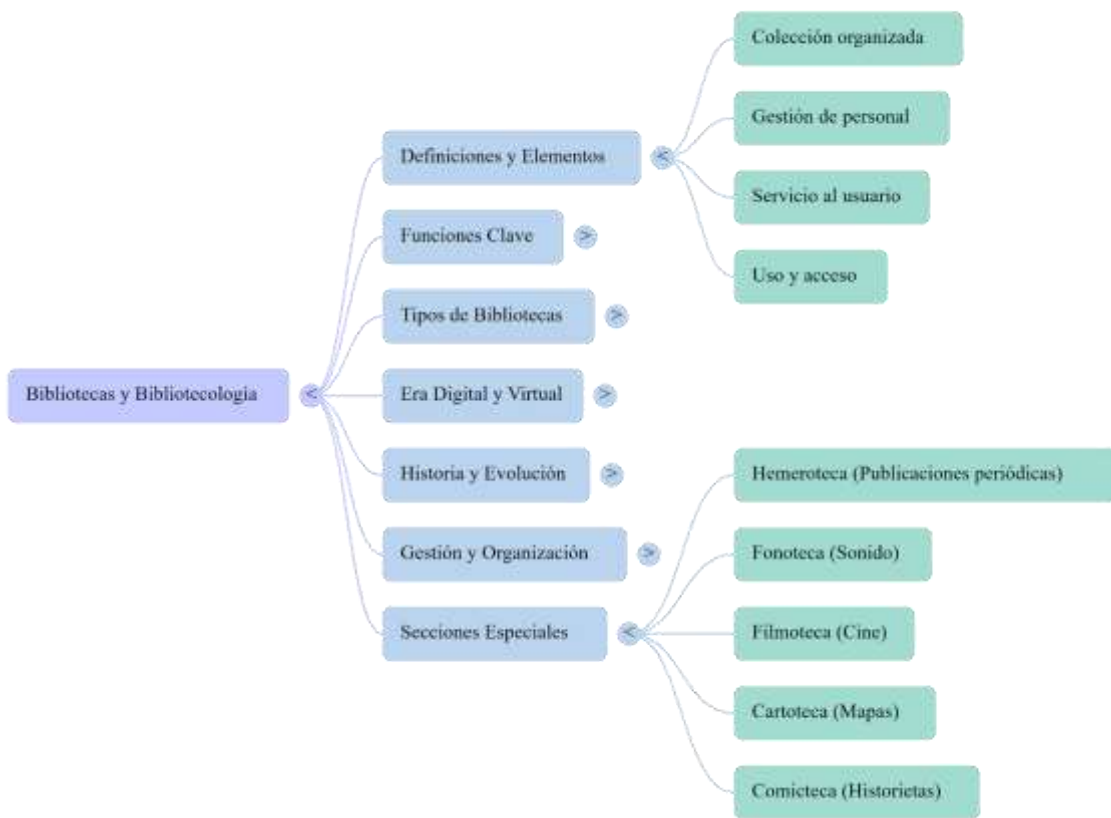 Bibliotecas y Bibliotecología
Definiciones y Elementos
Colección organizada
Gestión de personal
Servicio al usuario
Uso y acceso
Funciones Clave
Tipos de Bibliotecas
Era Digital y Virtual
Historia y Evolución
Gestión y Organización
Secciones Especiales
Hemeroteca (Publicaciones periódicas)
Fonoteca (Sonido)
Filmoteca (Cine)
Cartoteca (Mapas)
Comicteca (Historietas)